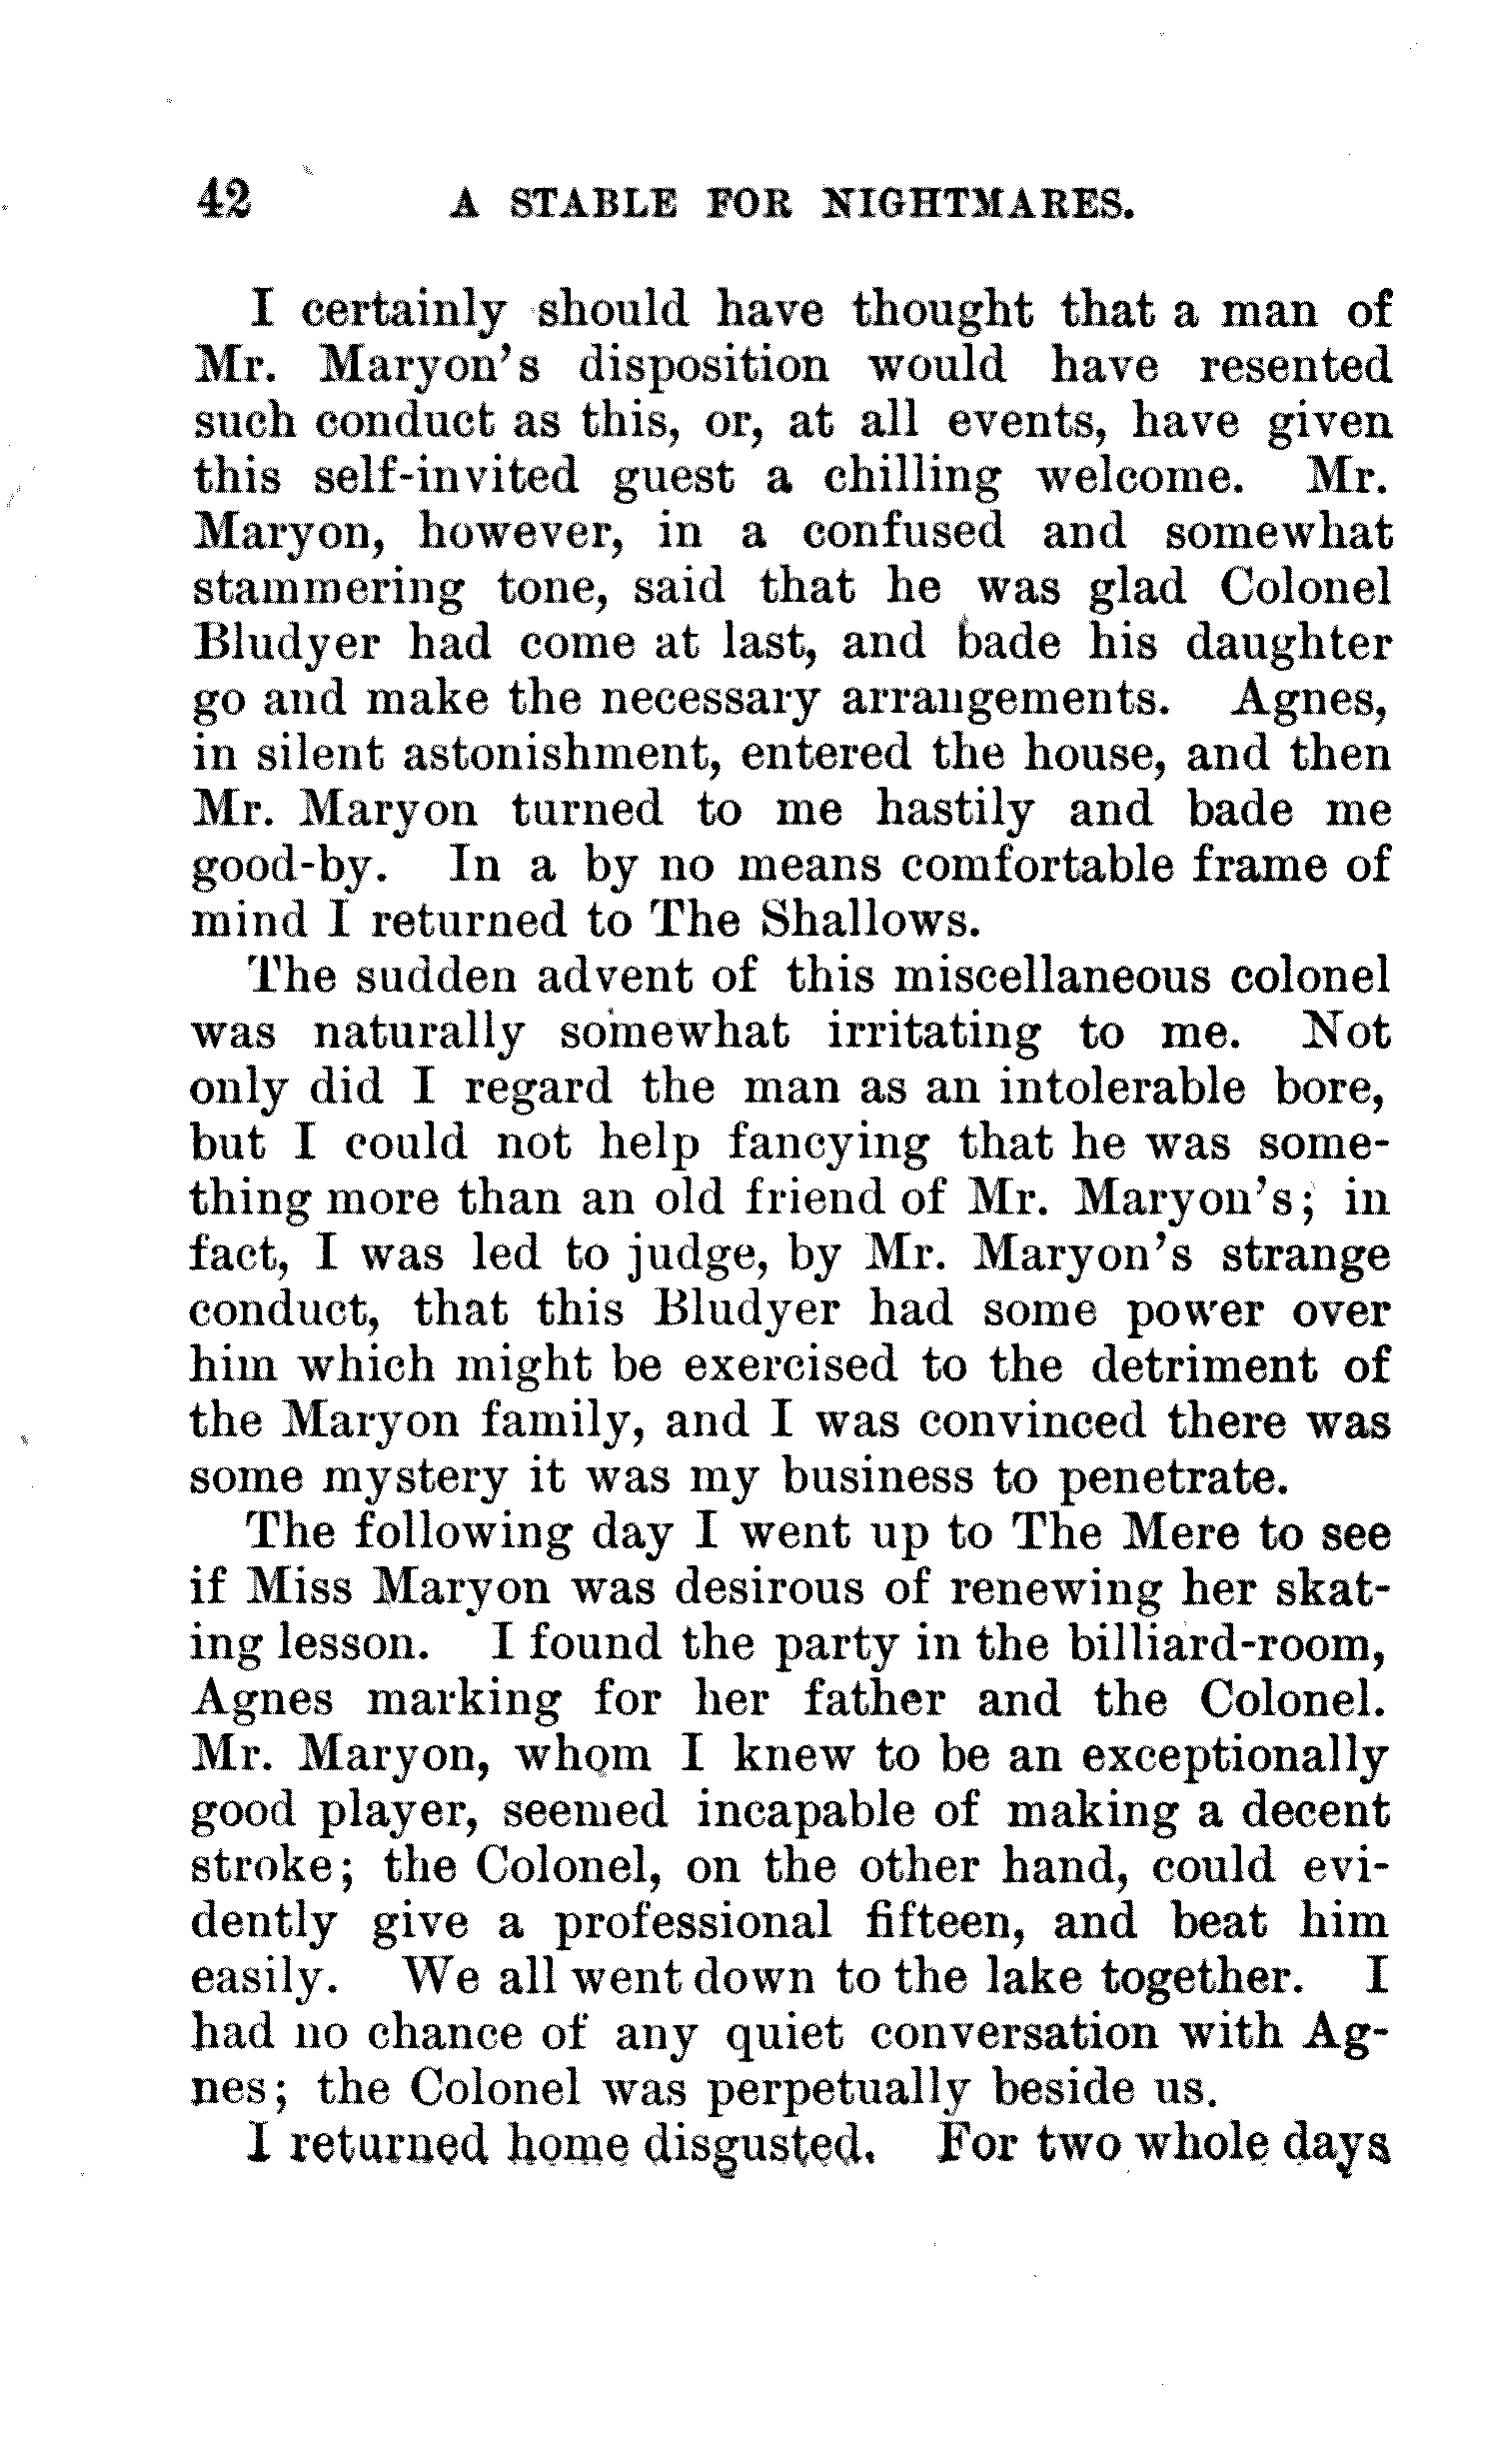 42 A STABLE FOR NIGHTMARES.
I certainly should have thought that a man of
Mr. Maryon's disposition would have resented
such conduct as this, or, at all events, have given
this self-invited guest a chilling welcome. Mr.
Maryon, however, in a confused and somewhat
stammering tone, said that he was glad Colonel
Bludyer had come at last, and bade his daughter
go and make the necessary arrangements. Agnes,
in silent astonishment, entered the house, and then
Mr. Maryon turned to me hastily and bade me
good-by. In a by no means comfortable frame of
mind I returned to The Shallows.
The sudden advent of this miscellaneous colonel
was naturally somewhat irritating to me. Not
only did I regard the man as an intolerable bore,
but I could not help fancying that he was some-
thing more than an old friend of Mr. Maryon's; in
fact, I was led to judge, by Mr. Maryon's strange
conduct, that this Bludyer had some power over
him which might be exercised to the detriment of
the Maryon family, and I was convinced there was
some mystery it was my business to penetrate.
The following day I went up to The Mere to see
if Miss Maryon was desirous of renewing her skat-
ing lesson. I found the party in the billiard-room,
Agnes marking for her father and the Colonel.
Mr. Maryon, whom I knew to be an exceptionally
good player, seemed incapable of making a decent
stroke; the Colonel, on the other hand, could evi-
dently give a professional fifteen, and beat him
easily. We all went down to the lake together. I
had no chance of any quiet conversation with Ag-
nes; the Colonel was perpetually beside us.
I returned home disgusted. For two whole days